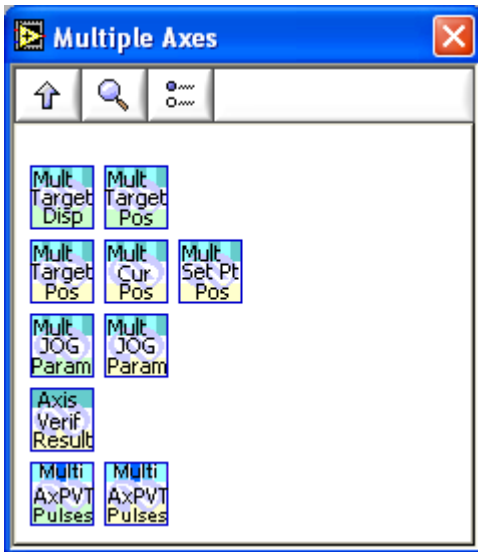 Multiple Axes
Mult Target Disp
Mult Target Pos
Mult Target Pos
Mult Cur Pos
Mult Set Pt Pos
Mult JOG Param
Mult JOG Param
Axis Verif Result
Multi AxPVT Pulses
Multi AxPVT Pulses